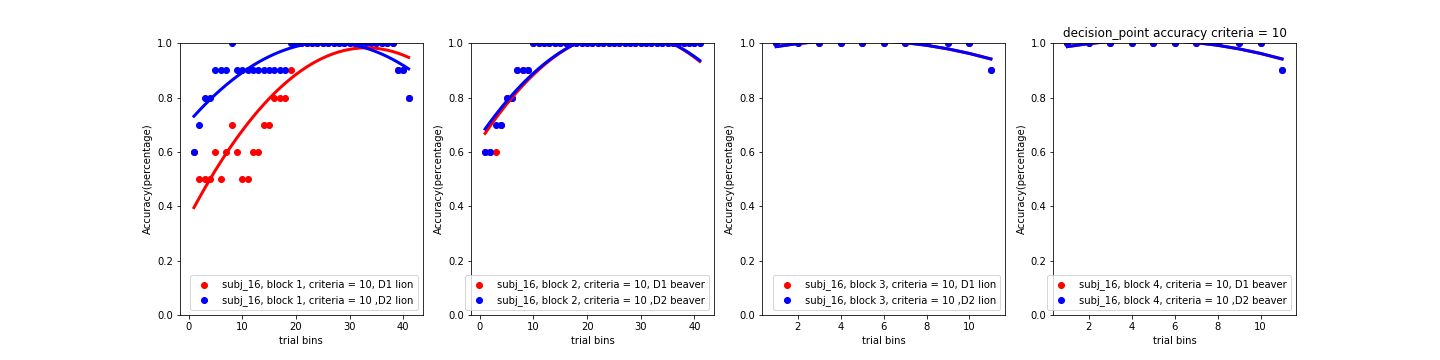 decision_point accuracy criteria = 10
1.0
0.8
0.6
0.4
0.2
0.0
Accuracy(percentage)
subj_16, block 1, criteria = 10, D1 lion
subj_16, block 1, criteria = 10 ,D2 lion
0 10 20 30 40
trial bins
1.0
0.8
0.6
0.4
0.2
0.0
Accuracy(percentage)
subj_16, block 2, criteria = 10, D1 beaver
subj_16, block 2, criteria = 10 ,D2 beaver
0 10 20 30 40
trial bins
1.0
0.8
0.6
0.4
0.2
0.0
Accuracy(percentage)
subj_16, block 3, criteria = 10, D1 lion
subj_16, block 3, criteria = 10 ,D2 lion
2 4 6 8 10
trial bins
1.0
0.8
0.6
0.4
0.2
0.0
Accuracy(percentage)
subj_16, block 4, criteria = 10, D1 beaver
subj_16, block 4, criteria = 10 ,D2 beaver
2 4 6 8 10
trial bins